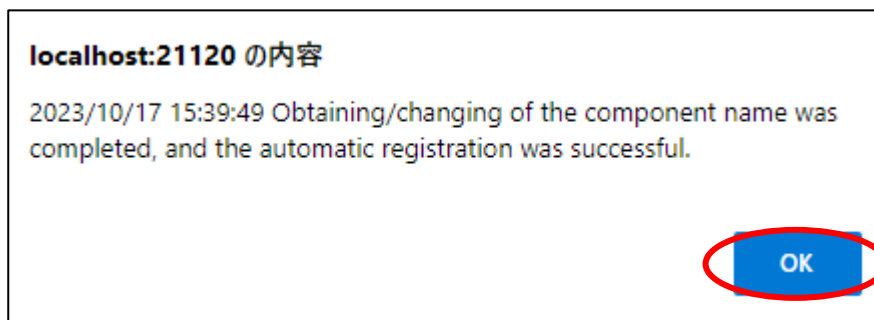 localhost:21120 の内容
2023/10/17 15:39:49 Obtaining/changing of the component name was
completed, and the automatic registration was successful.
OK